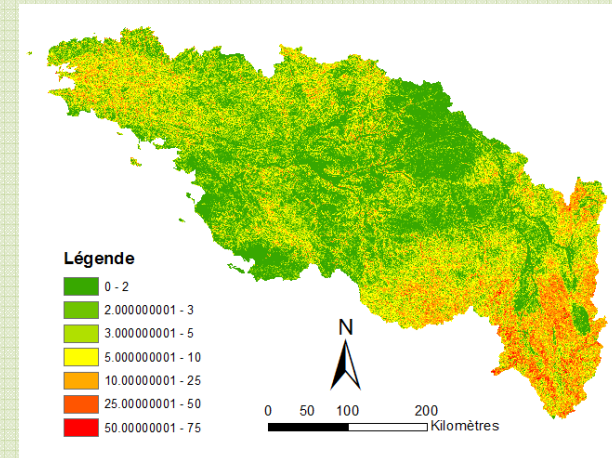 Légende
0 - 2
2.000000001 - 3
3.000000001 - 5
5.000000001 - 10
10.00000001 - 25
25.00000001 - 50
50.00000001 - 75
N
0 50 100 200
Kilomètres